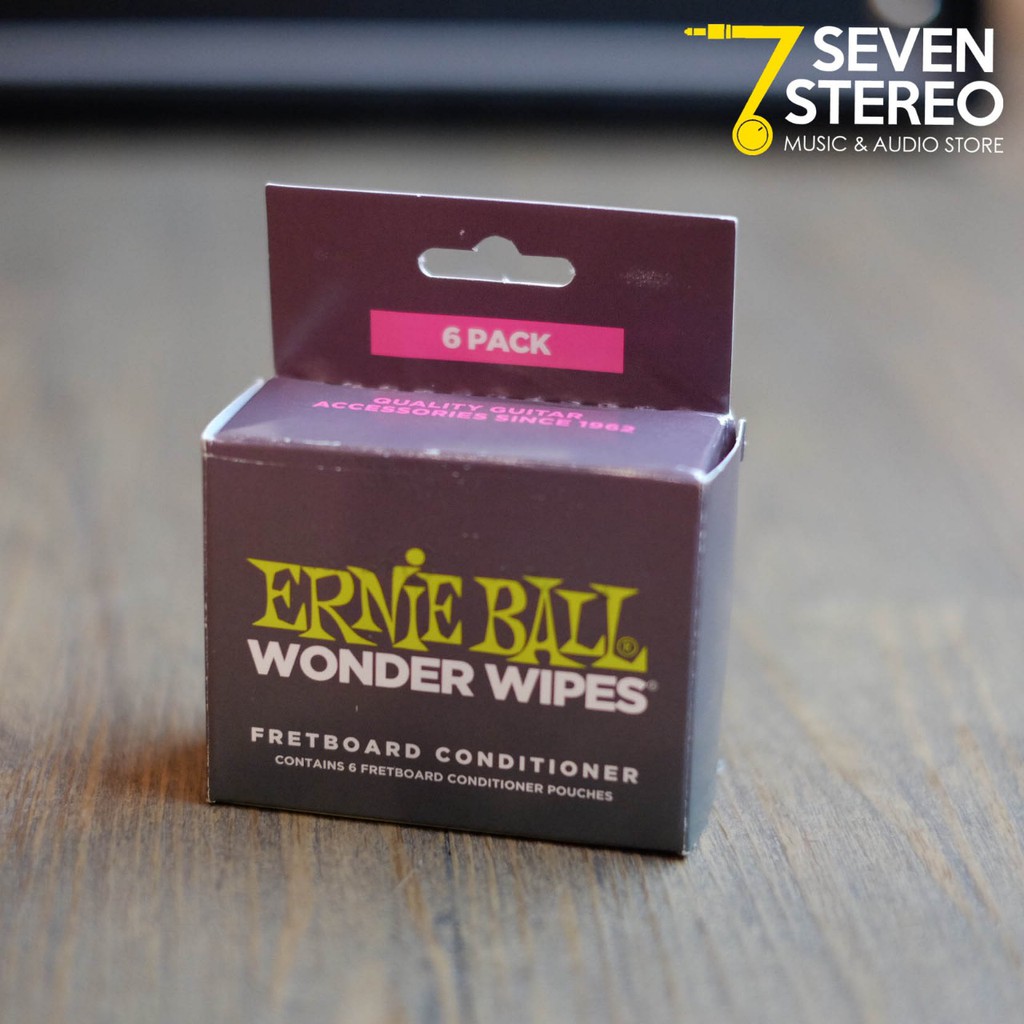 7 SEVEN
STEREO
MUSIC & AUDIO STORE
6 PACK
QUALITY GUITAR
ACCESSORIES SINCE 1962
ERNIE BALL®
WONDER WIPES®
FRETBOARD CONDITIONER
CONTAINS 6 FRETBOARD CONDITIONER POUCHES